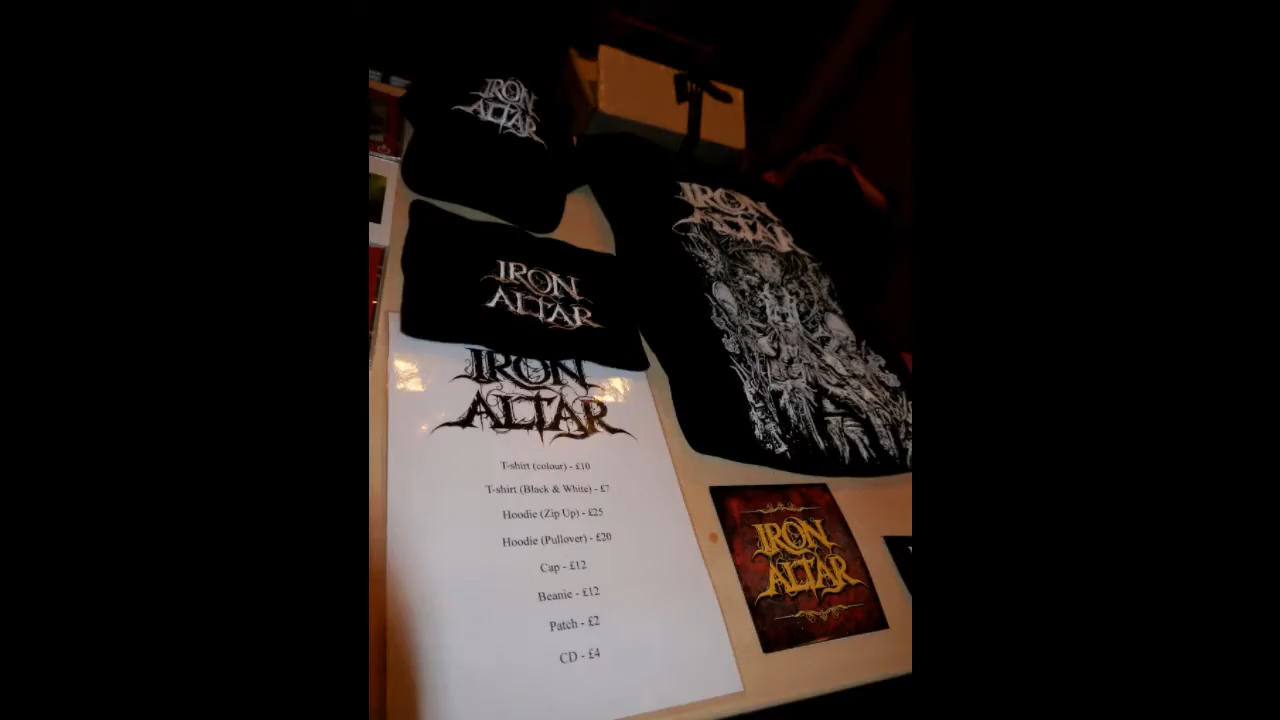 IRON
ALTAR
IRON
ALTAR
IRON
ALTAR
IRON
ALTAR
T-shirt (colour) - £10
T-shirt (Black & White) - £7
Hoodie (Zip Up) - £25
Hoodie (Pullover) - £20
Cap - £12
Beanie - £12
Patch - £2
CD - £4
IRON
ALTAR